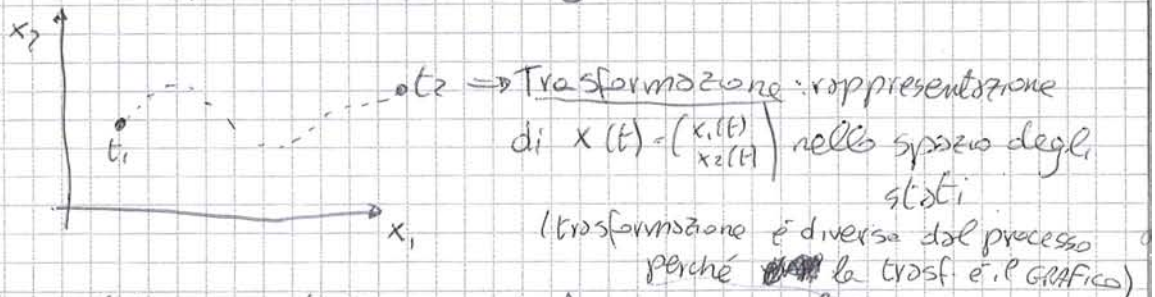 x₂
t₂ ⇒ Trasformazione: rappresentazione
t₁
di x(t) = (x₁(t) x₂(t)) nello spazio degli
stati
x₁
(trasformazione è diversa dal processo
perché la trasf. è il GRAFICO)